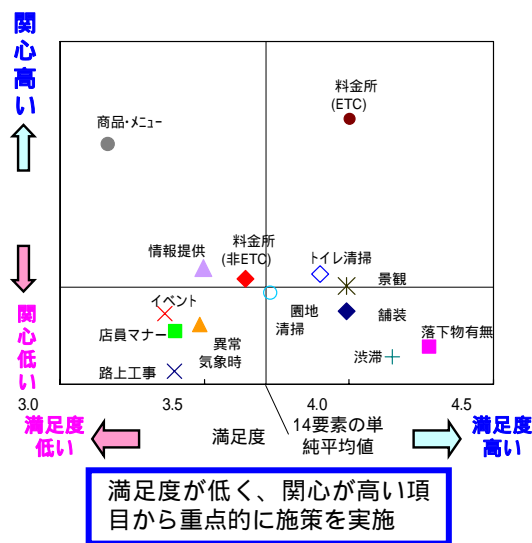 関心高い
料金所
(ETC)
商品・メニュー
情報提供
料金所
(非ETC)
トイレ清掃
景観
イベント
店員マナー
異常
気象時
園地
清掃
舗装
落下物有無
渋滞
路上工事
関心低い
3.0
3.5
4.0
4.5
満足度
低い
満足度
14要素の単
純平均値
満足度
高い
満足度が低く、関心が高い項
目から重点的に施策を実施